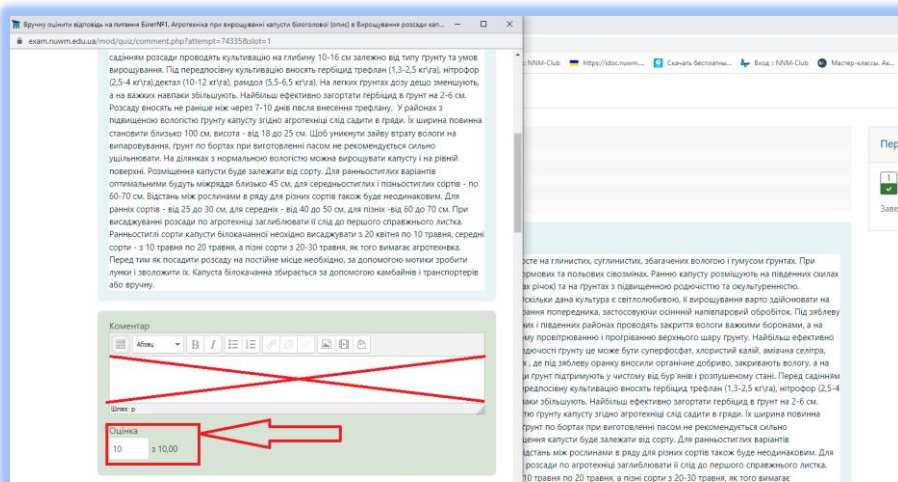 Вручну оцінити відповідь на питання Білет№1. Агротехніка при вирощуванні капусти білоголової (опис) в Вирощування розсади кап...
exam.nuwm.edu.ua/mod/quiz/comment.php?attempt=74335&slot=1
садінням розсади проводять культивацію на глибину 10-16 см залежно від типу ґрунту та умов
вирощування. Під передпосівну культивацію вносять гербіцид трефлан (1,3-2,5 кг\га), нітрофор
(2,5-4 кг\га),дектал (10-12 кг\га), рамдол (5,5-6,5 кг\га). На легких ґрунтах дозу дещо зменшують,
а на важких навпаки збільшують. Найбільш ефективно загортати гербіцид в ґрунт на 2-6 см.
Розсаду вносять не раніше ніж через 7-10 днів після внесення трефлану. У районах з
підвищеною вологістю ґрунту капусту згідно агротехніці слід садити в гряди. Їх ширина повинна
становити близько 100 см, висота - від 18 до 25 см. Щоб уникнути зайву втрату вологи на
випаровування, ґрунт по бортах при виготовленні пасом не рекомендується сильно
ущільнювати. На ділянках з нормальною вологістю можна вирощувати капусту і на рівній
поверхні. Розміщення капусти буде залежати від сорту. Для ранньостиглих варіантів
оптимальними будуть міжряддя близько 45 см, для середньостиглих і пізньостиглих сортів - по
60-70 см. Відстань між рослинами в ряду для різних сортів також буде неоднаковим. Для
ранніх сортів - від 25 до 30 см, для середніх - від 40 до 50 см, для пізніх -від 60 до 70 см. При
висаджуванні розсади по агротехніці заглиблювати її слід до першого справжнього листка.
Ранньостиглі сорти капусти білокачанної неохідно висаджувати з 20 квітня по 10 травня, середні
сорти - з 10 травня по 20 травня, а пізні сорти з 20-30 травня, як того вимагає агротехнвка.
Перед тим як посадити розсаду на постійне місце необхідно, за допомогою мотики зробити
лунки і зволожити їх. Капуста білокачанна збирається за допомогою камбайнів і транспортерів
або вручну.
Коментар
Абзац
B I
Шлях: p
Оцінка
10 з 10,00
:: NNM-Club https://idoc.nuwm.... Скачать бесплатны... Вход :: NNM-Club Мастер-классы. Ак...
Пер
1
Заве
осте на глинистих, суглинистих, збагачених вологою і гумусом ґрунтах. При
ормових та польових сівозмінах. Ранню капусту розміщують на південних схилах
ах річок) та на ґрунтах з підвищеною родючістю та окультуренністю.
скільки дана культура є світлолюбивою, її вирощування варто здійснювати на
рання попередника, застосовуючи осінній напівпаровий обробіток. Під зяблеву
них і південних районах проводять закриття вологи важкими боронами, а на
ому провітрюванню і прогріванню верхнього шару ґрунту. Найбільш ефективно
родючості ґрунту це може бути суперфосфат, хлористий калій, аміачна селітра,
х , де під зяблеву оранку вносили органічне добриво, закривають вологу, а на
ди ґрунт підтримують у чистому від бур'янів і розпушеному стані. Перед садінням
ередпосівну культивацію вносять гербіцид трефлан (1,3-2,5 кг\га), нітрофор (2,5-4
паки збільшують. Найбільш ефективно загортати гербіцид в ґрунт на 2-6 см.
тю ґрунту капусту згідно агротехніці слід садити в гряди. Їх ширина повинна
ґрунт по бортах при виготовленні пасом не рекомендується сильно
щення капусти буде залежати від сорту. Для ранньостиглих варіантів
ідстань між рослинами в ряду для різних сортів також буде неоднаковим. Для
розсади по агротехніці заглиблювати її слід до першого справжнього листка.
10 травня по 20 травня, а пізні сорти з 20-30 травня, як того вимагає